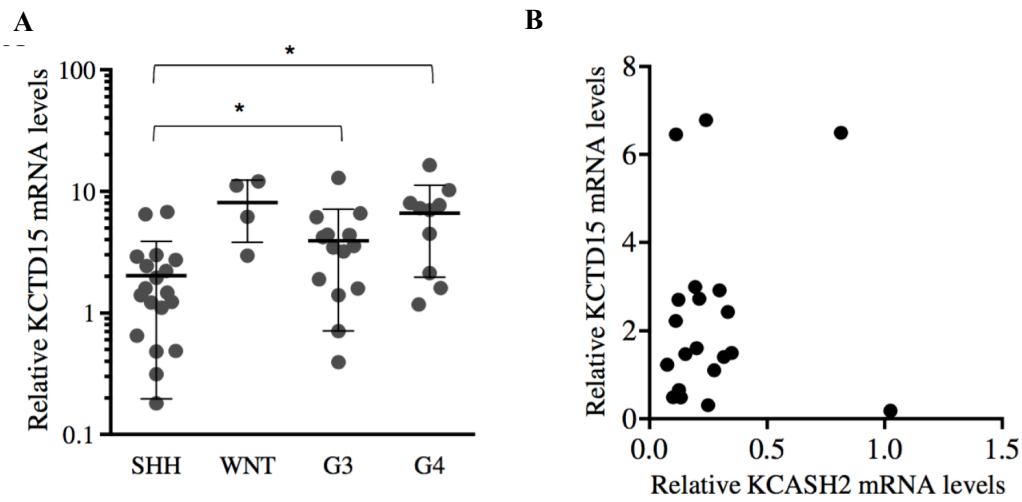 A
B
Relative KCTD15 mRNA levels
100
10
1
0.1
*
*
SHH WNT G3 G4
Relative KCTD15 mRNA levels
8
6
4
2
0
0.0 0.5 1.0 1.5
Relative KCASH2 mRNA levels